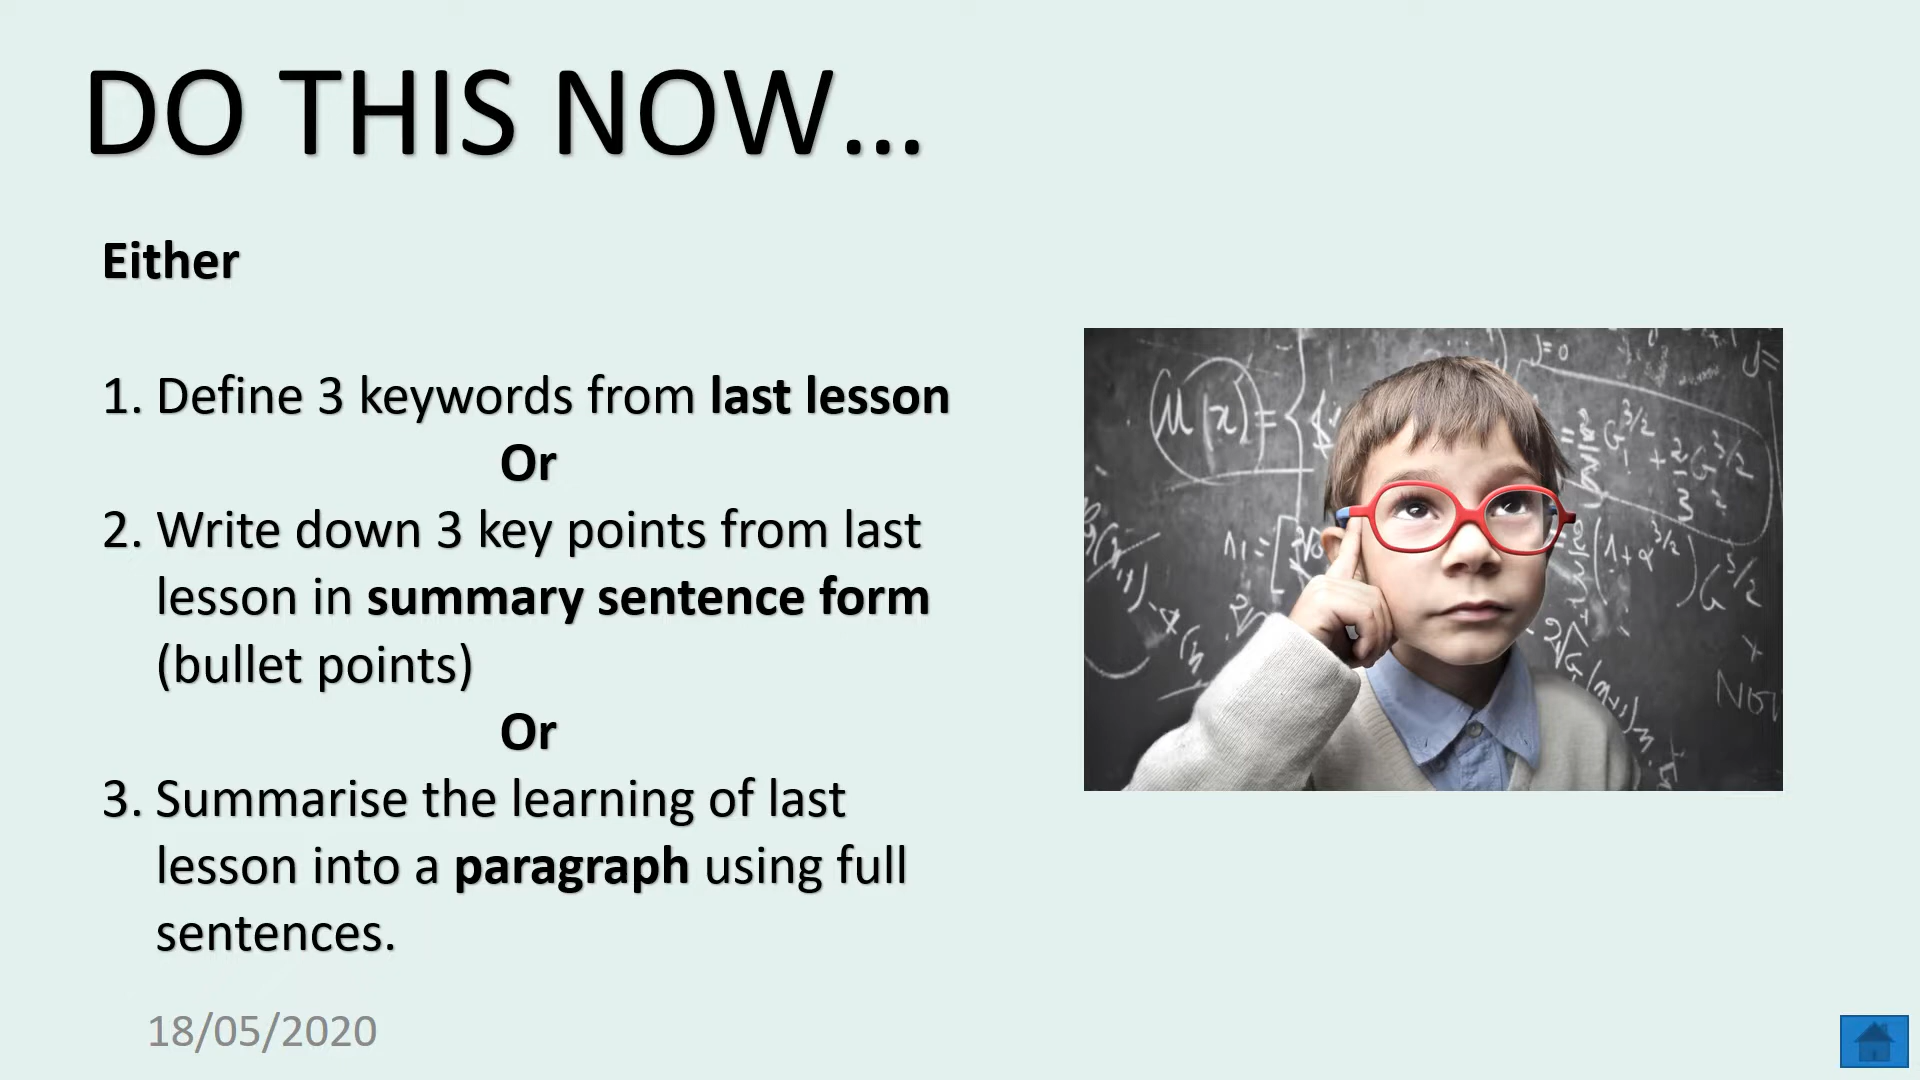 DO THIS NOW...
Either
1. Define 3 keywords from last lesson
Or
2. Write down 3 key points from last
lesson in summary sentence form
(bullet points)
Or
3. Summarise the learning of last
lesson into a paragraph using full
sentences.
18/05/2020